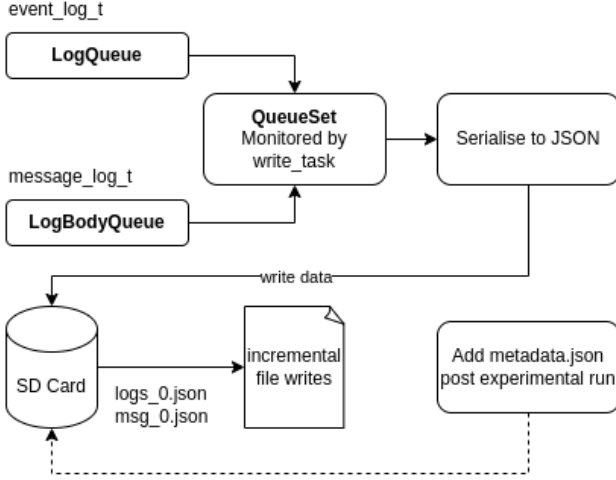 event_log_t
LogQueue
QueueSet
Monitored by
write_task
Serialise to JSON
message_log_t
LogBodyQueue
write data
SD Card
logs_0.json
msg_0.json
incremental
file writes
Add metadata.json
post experimental run